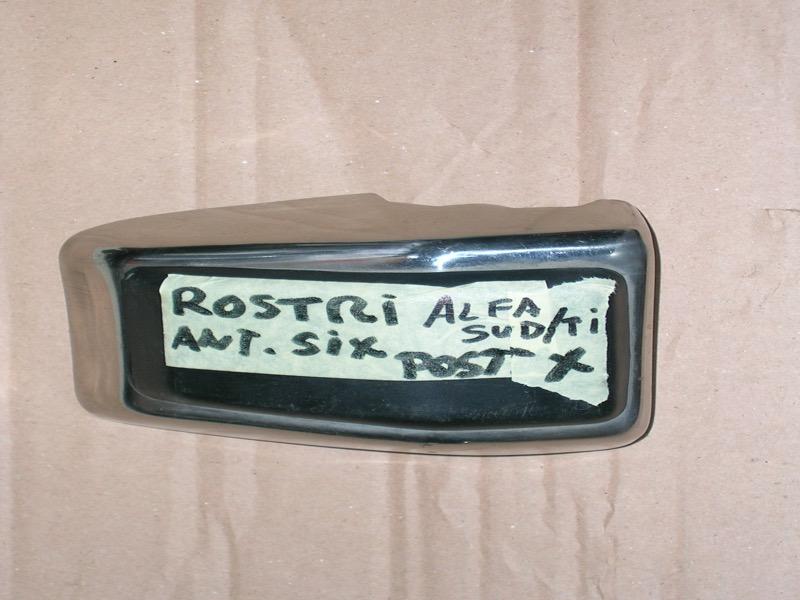 ROSTRI ALFA
SUD/Ti
ANT. Six POST X